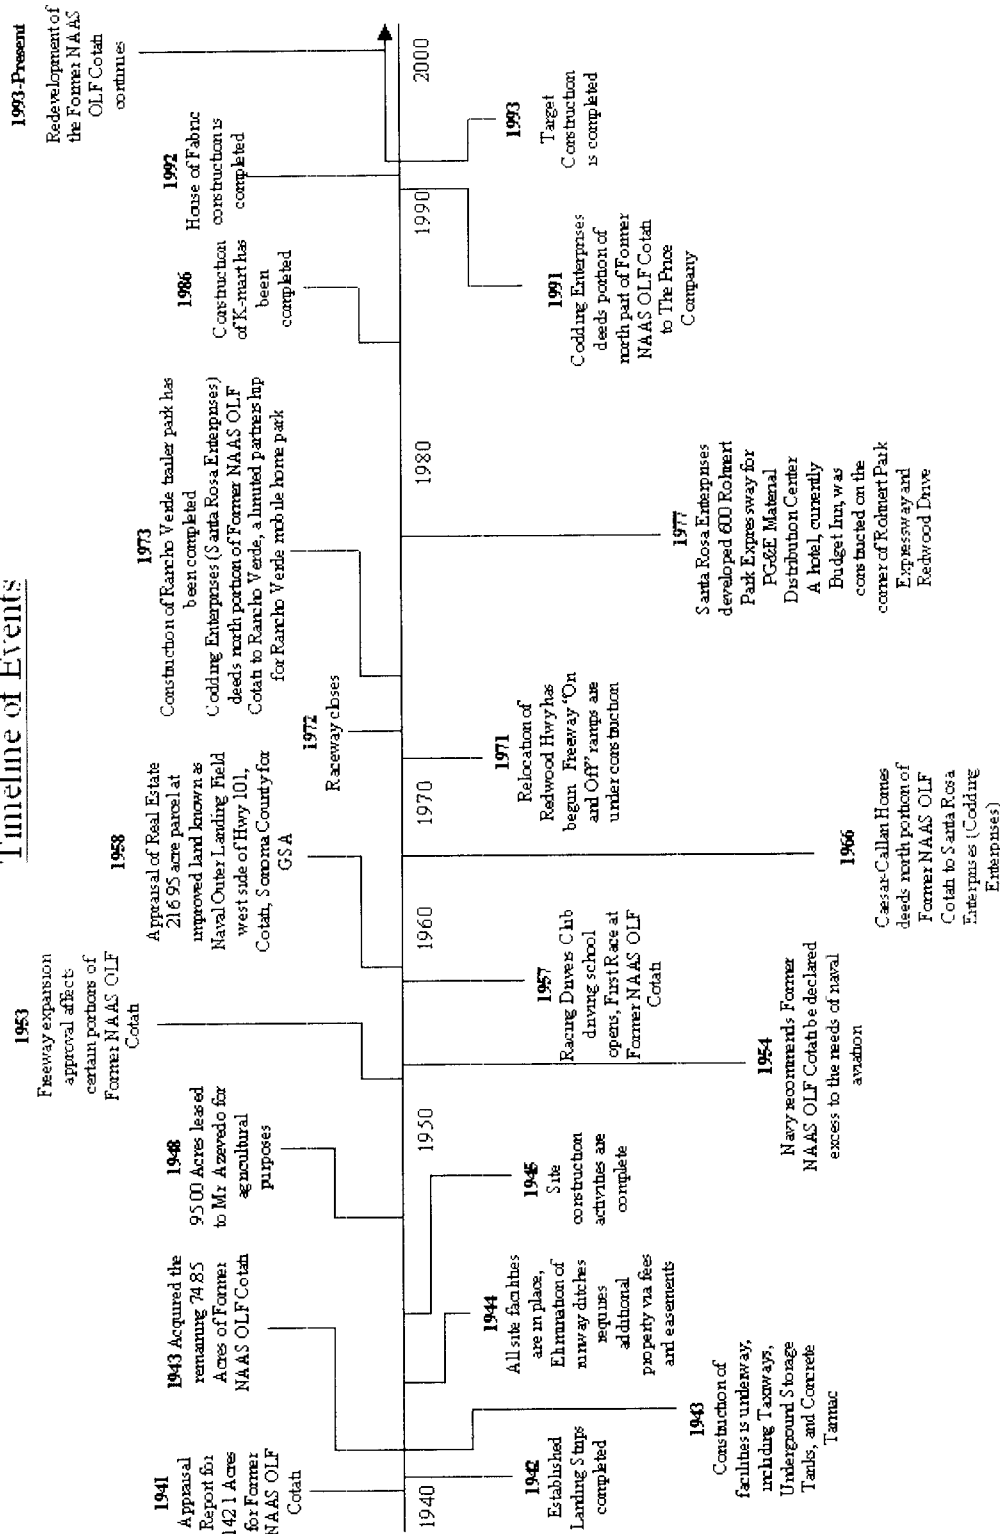 Timeline of Events
1941
Appraisal
Report for
142 1 Acres
for Former
NAAS OLF
Cotati
1943 Acquired the
remaining 74 85
Acres of Former
NAAS OLF Cotati
1948
95 00 Acres leased
to Mr Azevedo for
agricultural
purposes
1953
Freeway expansion
approval affects
certain portions of
Former NAAS OLF
Cotati
1958
Appraisal of Real Estate
216 95 acre parcel at
improved land known as
Naval Outer Landing Field
west side of Hwy 101,
Cotati, Sonoma County for
GSA
1972
Raceway closes
1973
Construction of Rancho Verde trailer park has
been completed
Codding Enterprises (Santa Rosa Enterprises)
deeds north portion of Former NAAS OLF
Cotati to Rancho Verde, a limited partnership
for Rancho Verde mobile home park
1986
Construction
of K-mart has
been
completed
1992
House of Fabric
construction is
completed
1993-Present
Redevelopment of
the Former NAAS
OLF Cotati
continues
1940
1950
1960
1970
1980
1990
2000
1942
Established
Landing Strips
completed
1943
Construction of
facilities is underway,
including Taxiways,
Underground Storage
Tanks, and Concrete
Tarmac
1944
All site facilities
are in place,
Elimination of
runway ditches
requires
additional
property via fees
and easements
1945
Site
construction
activities are
complete
1954
Navy recommends Former
NAAS OLF Cotati be declared
excess to the needs of naval
aviation
1957
Racing Drivers Club
driving school
opens, First Race at
Former NAAS OLF
Cotati
1966
Caesar-Callan Homes
deeds north portion of
Former NAAS OLF
Cotati to Santa Rosa
Enterprises (Codding
Enterprises)
1971
Relocation of
Redwood Hwy has
begun Freeway "On
and Off" ramps are
under construction
1977
Santa Rosa Enterprises
developed 600 Rohnert
Park Expressway for
PG&E Material
Distribution Center
A hotel, currently
Budget Inn, was
constructed on the
corner of Rohnert Park
Expressway and
Redwood Drive
1991
Codding Enterprises
deeds portion of
north part of Former
NAAS OLF Cotati
to The Price
Company
1993
Target
Construction
is completed